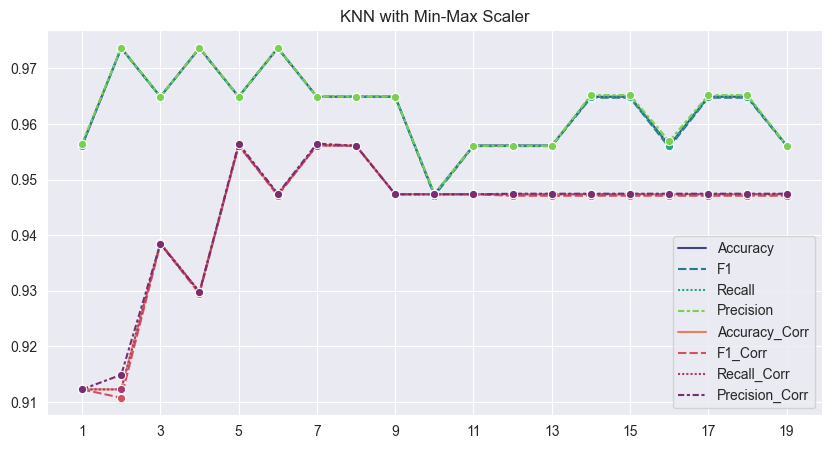 KNN with Min-Max Scaler
0.97
0.96
0.95
0.94
0.93
0.92
0.91
Accuracy
F1
Recall
Precision
Accuracy_Corr
F1_Corr
Recall_Corr
Precision_Corr
1 3 5 7 9 11 13 15 17 19